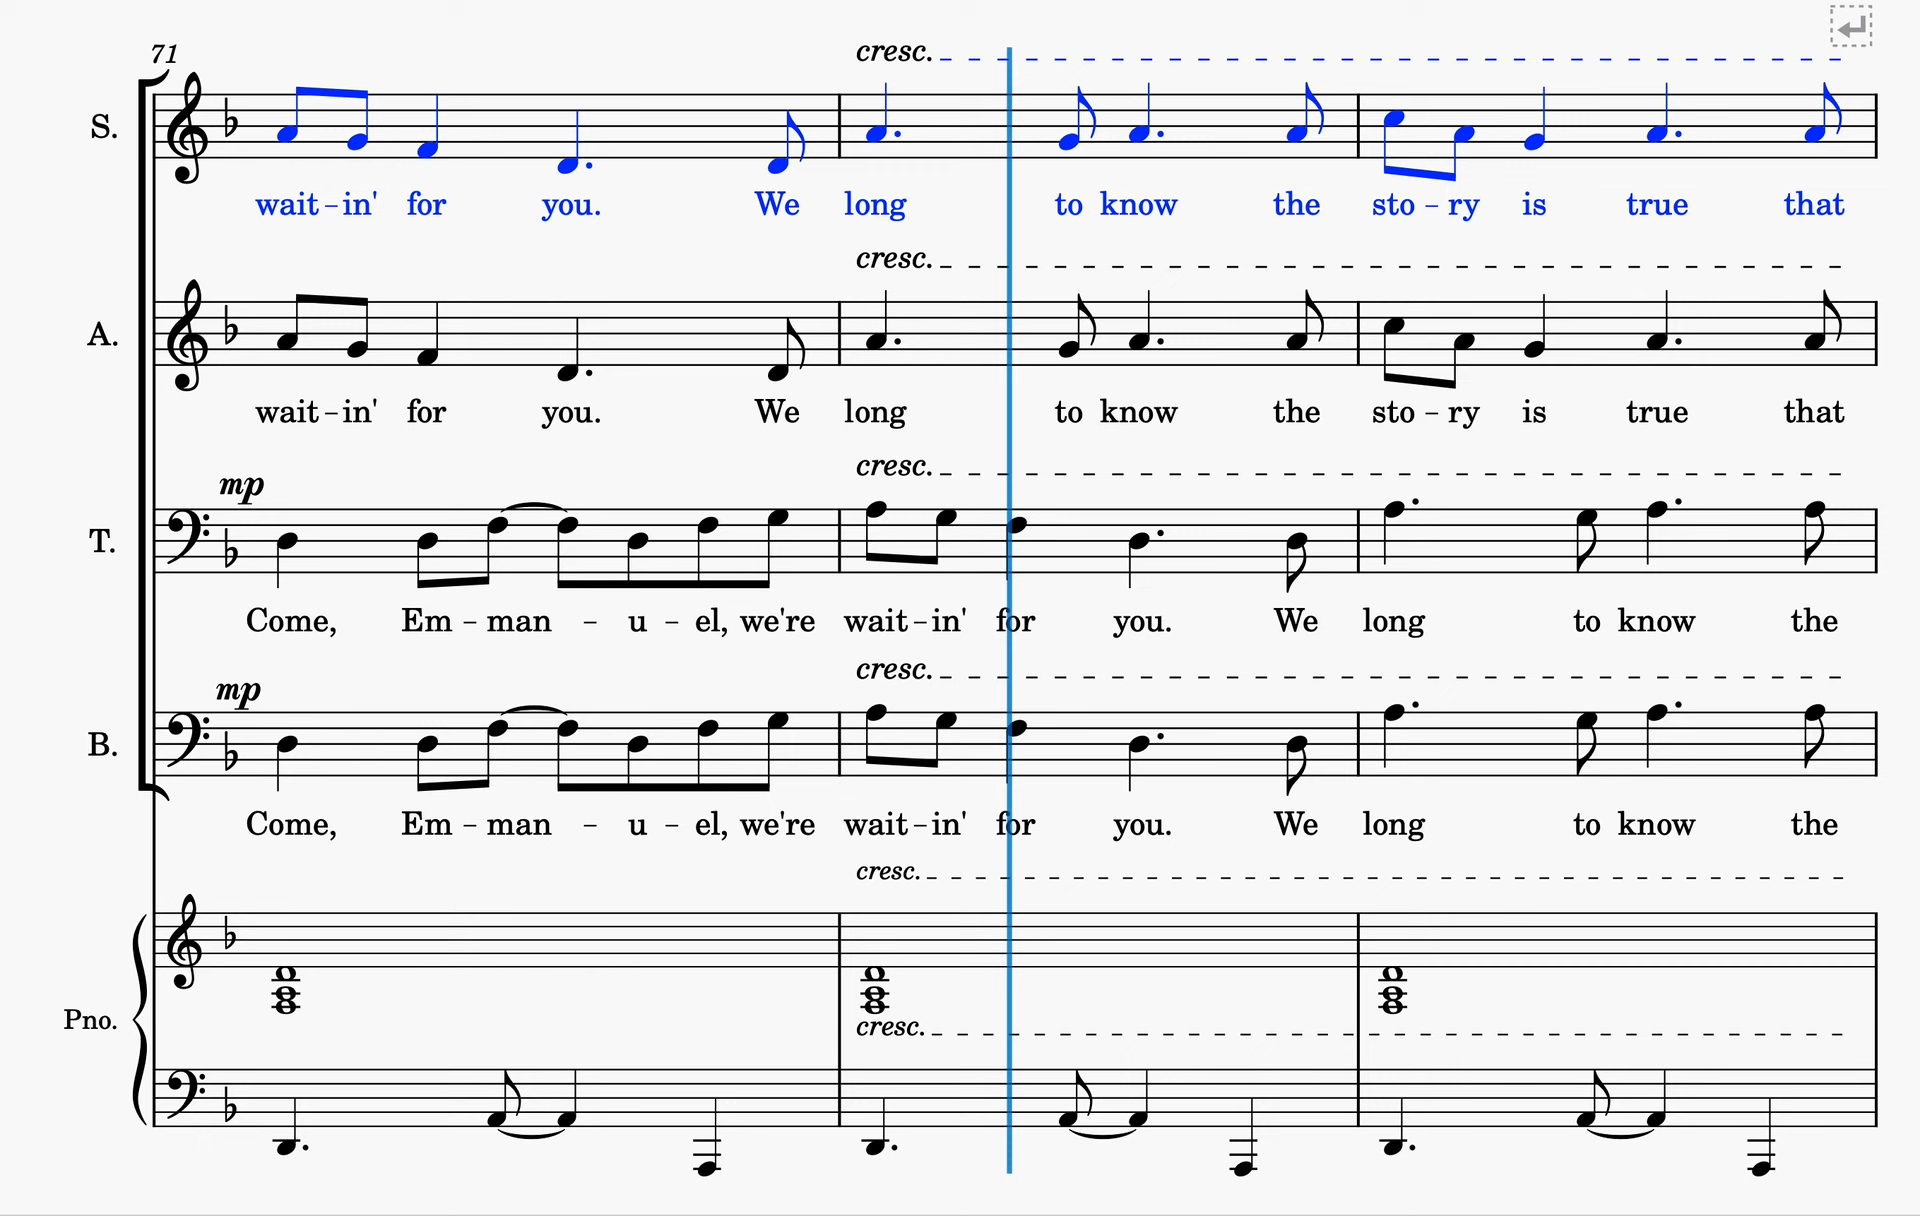 71
cresc.
S.
wait-in' for you. We long to know the sto-ry is true that
cresc.
A.
wait-in' for you. We long to know the sto-ry is true that
cresc.
mp
T.
Come, Em-man-u-el, we're wait-in' for you. We long to know the
cresc.
mp
B.
Come, Em-man-u-el, we're wait-in' for you. We long to know the
cresc.
Pno.
cresc.